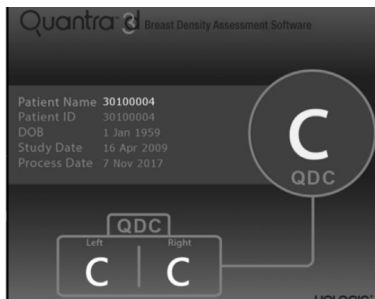 Quantra 3d Breast Density Assessment Software
Patient Name 30100004
Patient ID 30100004
DOB 1 Jan 1959
Study Date 16 Apr 2009
Process Date 7 Nov 2017
C
QDC
QDC
Left Right
C C